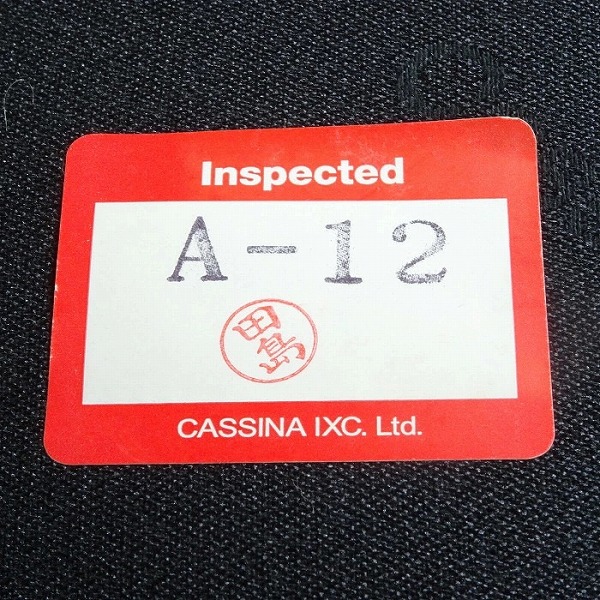 Inspected
A-12
田島
CASSINA IXC. Ltd.